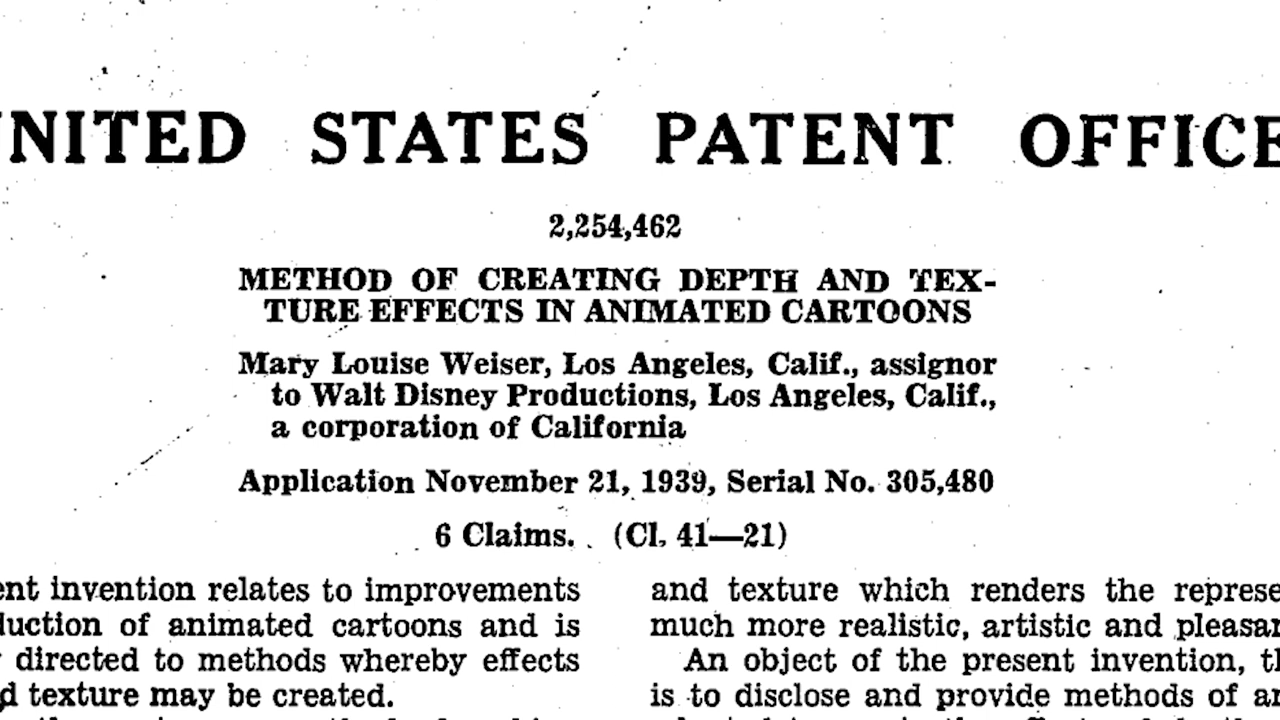 UNITED STATES PATENT OFFICE
2,254,462
METHOD OF CREATING DEPTH AND TEX-
TURE EFFECTS IN ANIMATED CARTOONS
Mary Louise Weiser, Los Angeles, Calif., assignor
to Walt Disney Productions, Los Angeles, Calif.,
a corporation of California
Application November 21, 1939, Serial No. 305,480
6 Claims. (Cl. 41—21)
ent invention relates to improvements
duction of animated cartoons and is
directed to methods whereby effects
d texture may be created.
and texture which renders the represe
much more realistic, artistic and pleasan
An object of the present invention, th
is to disclose and provide methods of an